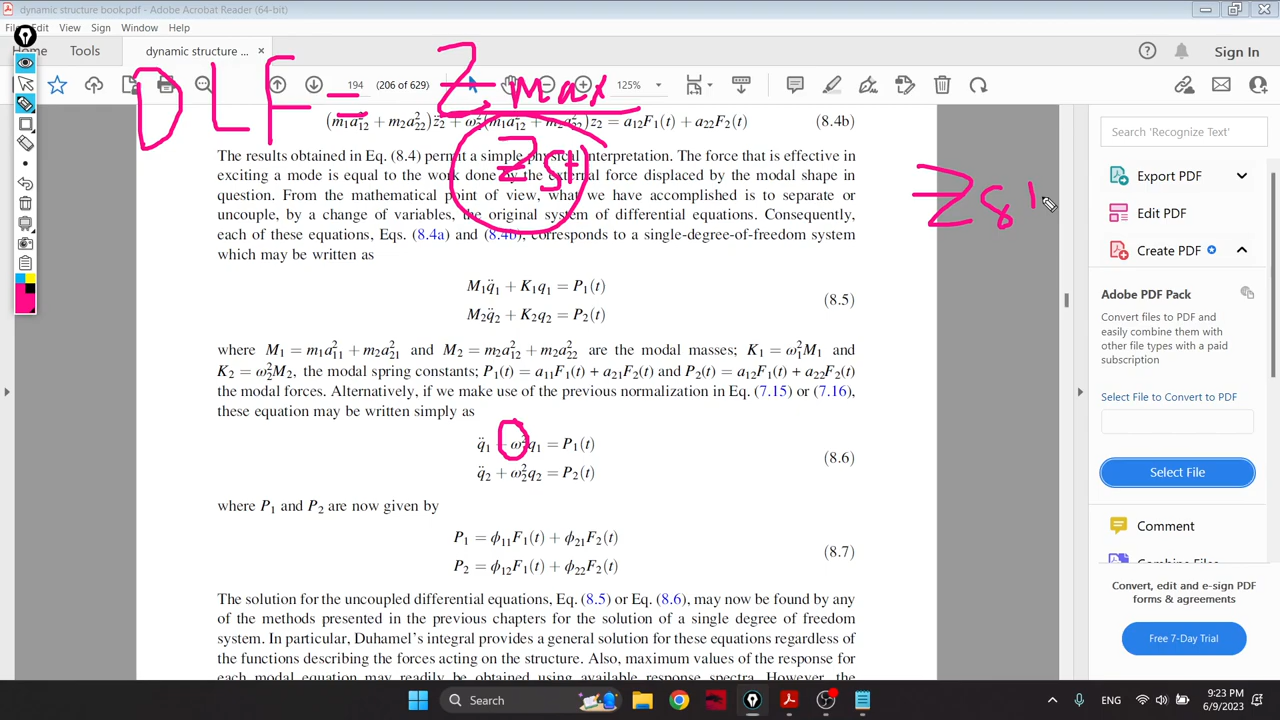 dynamic structure book.pdf - Adobe Acrobat Reader (64-bit)
File Edit View Sign Window Help
Home Tools dynamic structure ... × Sign In
194 (206 of 629) 125%
DLF = Zmax
Zst
Zst
(m₁a²₁₂ + m₂a²₂₂)z̈₂ + ω²₂(m₁a²₁₂ + m₂a²₂₂)z₂ = a₁₂F₁(t) + a₂₂F₂(t) (8.4b)
The results obtained in Eq. (8.4) permit a simple physical interpretation. The force that is effective in
exciting a mode is equal to the work done by the external force displaced by the modal shape in
question. From the mathematical point of view, what we have accomplished is to separate or
uncouple, by a change of variables, the original system of differential equations. Consequently,
each of these equations, Eqs. (8.4a) and (8.4b), corresponds to a single-degree-of-freedom system
which may be written as
M₁q̈₁ + K₁q₁ = P₁(t)
M₂q̈₂ + K₂q₂ = P₂(t)
(8.5)
where M₁ = m₁a²₁₁ + m₂a²₂₁ and M₂ = m₂a²₁₂ + m₂a²₂₂ are the modal masses; K₁ = ω²₁M₁ and
K₂ = ω²₂M₂, the modal spring constants; P₁(t) = a₁₁F₁(t) + a₂₁F₂(t) and P₂(t) = a₁₂F₁(t) + a₂₂F₂(t)
the modal forces. Alternatively, if we make use of the previous normalization in Eq. (7.15) or (7.16),
these equation may be written simply as
q̈₁ + ω²₁q₁ = P₁(t)
q̈₂ + ω²₂q₂ = P₂(t)
(8.6)
where P₁ and P₂ are now given by
P₁ = ϕ₁₁F₁(t) + ϕ₂₁F₂(t)
P₂ = ϕ₁₂F₁(t) + ϕ₂₂F₂(t)
(8.7)
The solution for the uncoupled differential equations, Eq. (8.5) or Eq. (8.6), may now be found by any
of the methods presented in the previous chapters for the solution of a single degree of freedom
system. In particular, Duhamel's integral provides a general solution for these equations regardless of
the functions describing the forces acting on the structure. Also, maximum values of the response for
each modal equation may readily be obtained using available response spectra. However, the
Search 'Recognize Text'
Export PDF
Edit PDF
Create PDF
Adobe PDF Pack
Convert files to PDF and
easily combine them with
other file types with a paid
subscription.
Select File to Convert to PDF
Select File
Comment
Combine Files
Convert, edit and e-sign PDF
forms & agreements
Free 7-Day Trial
Search
ENG
9:23 PM
6/9/2023